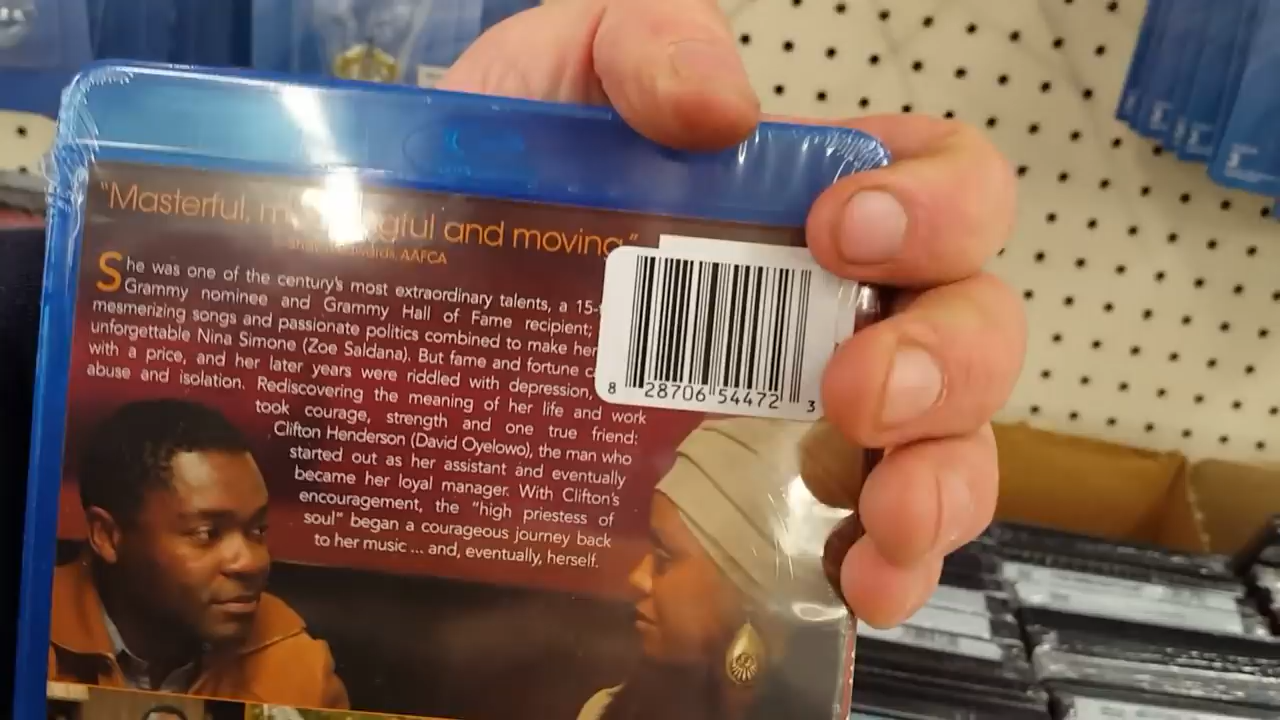 "Masterful, and moving."
AAFCA
She was one of the century's most extraordinary talents, a 15-
Grammy nominee and Grammy Hall of Fame recipient;
mesmerizing songs and passionate politics combined to make her
unforgettable Nina Simone (Zoe Saldana). But fame and fortune
with a price, and her later years were riddled with depression,
abuse and isolation. Rediscovering the meaning of her life and work
took courage, strength and one true friend:
Clifton Henderson (David Oyelowo), the man who
started out as her assistant and eventually
became her loyal manager. With Clifton's
encouragement, the "high priestess of
soul" began a courageous journey back
to her music ... and, eventually, herself.
8 28706 54472 3